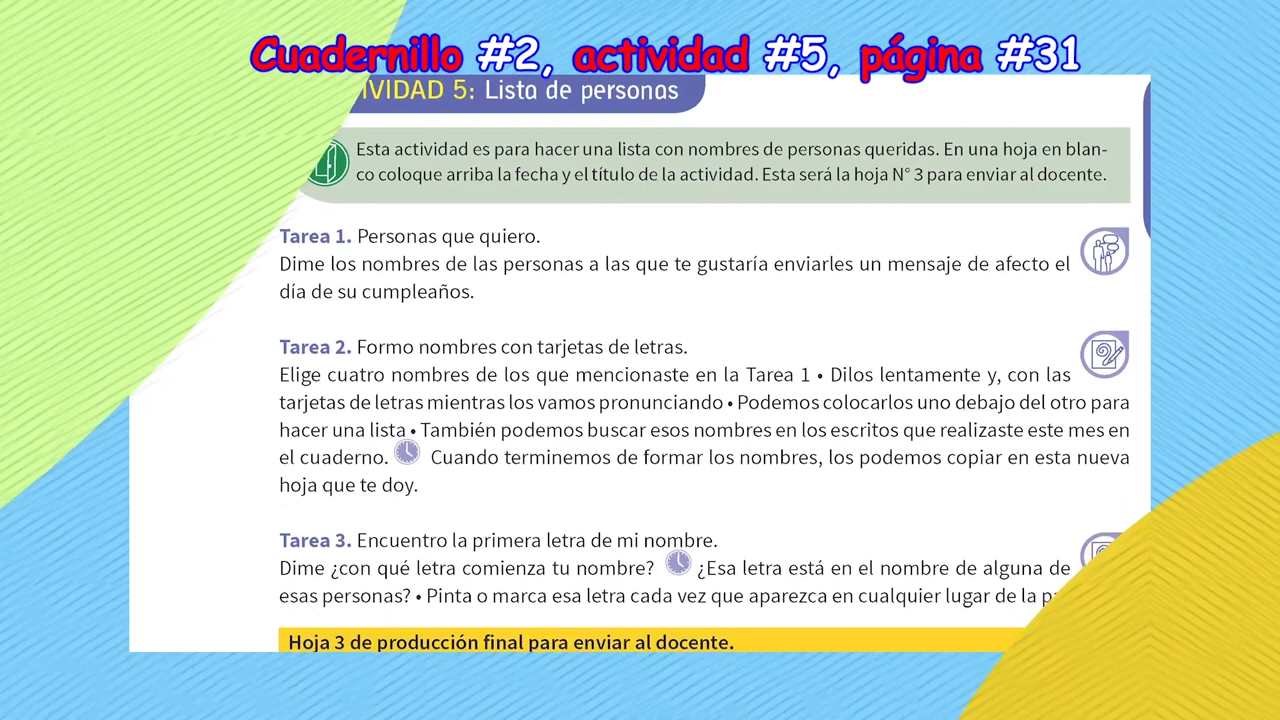 Cuadernillo #2, actividad #5, página #31
IVIDAD 5: Lista de personas
Esta actividad es para hacer una lista con nombres de personas queridas. En una hoja en blan-
co coloque arriba la fecha y el título de la actividad. Esta será la hoja N° 3 para enviar al docente.
Tarea 1. Personas que quiero.
Dime los nombres de las personas a las que te gustaría enviarles un mensaje de afecto el
día de su cumpleaños.
Tarea 2. Formo nombres con tarjetas de letras.
Elige cuatro nombres de los que mencionaste en la Tarea 1 • Dilos lentamente y, con las
tarjetas de letras mientras los vamos pronunciando • Podemos colocarlos uno debajo del otro para
hacer una lista • También podemos buscar esos nombres en los escritos que realizaste este mes en
el cuaderno. Cuando terminemos de formar los nombres, los podemos copiar en esta nueva
hoja que te doy.
Tarea 3. Encuentro la primera letra de mi nombre.
Dime ¿con qué letra comienza tu nombre? ¿Esa letra está en el nombre de alguna de
esas personas? • Pinta o marca esa letra cada vez que aparezca en cualquier lugar de la
Hoja 3 de producción final para enviar al docente.